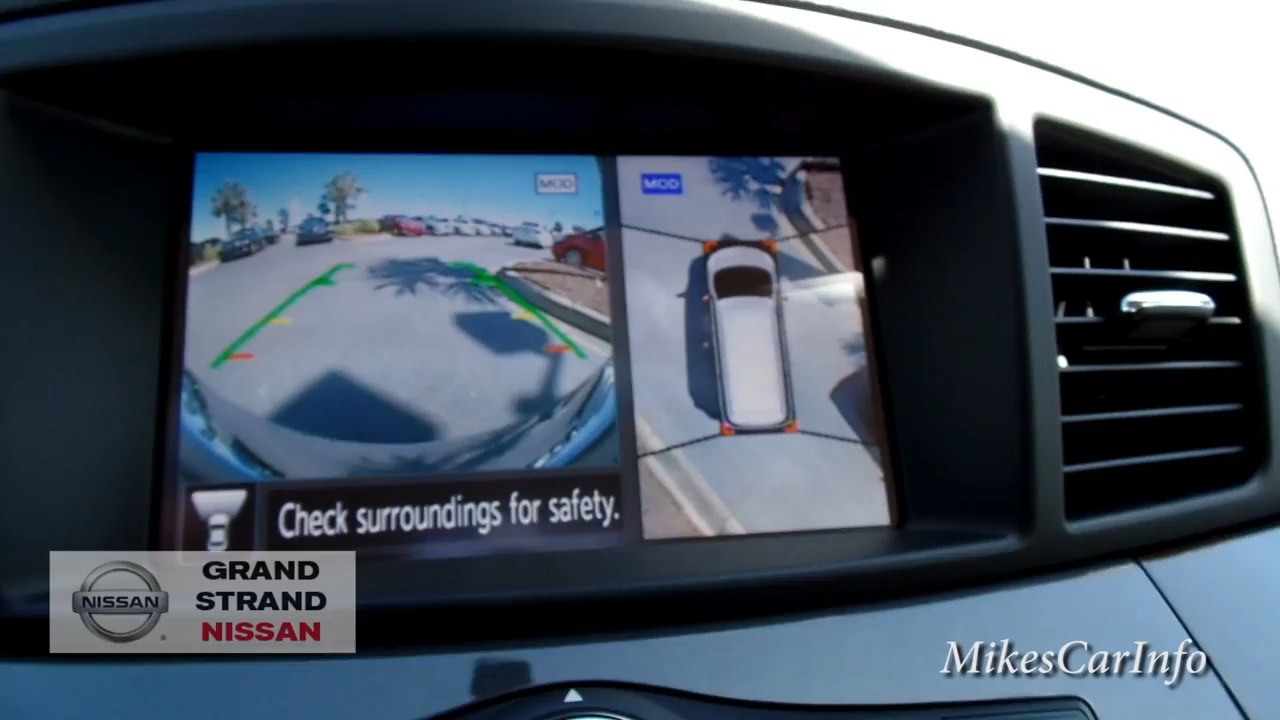 MOD
MOD
Check surroundings for safety.
NISSAN
GRAND
STRAND
NISSAN
MikesCarInfo